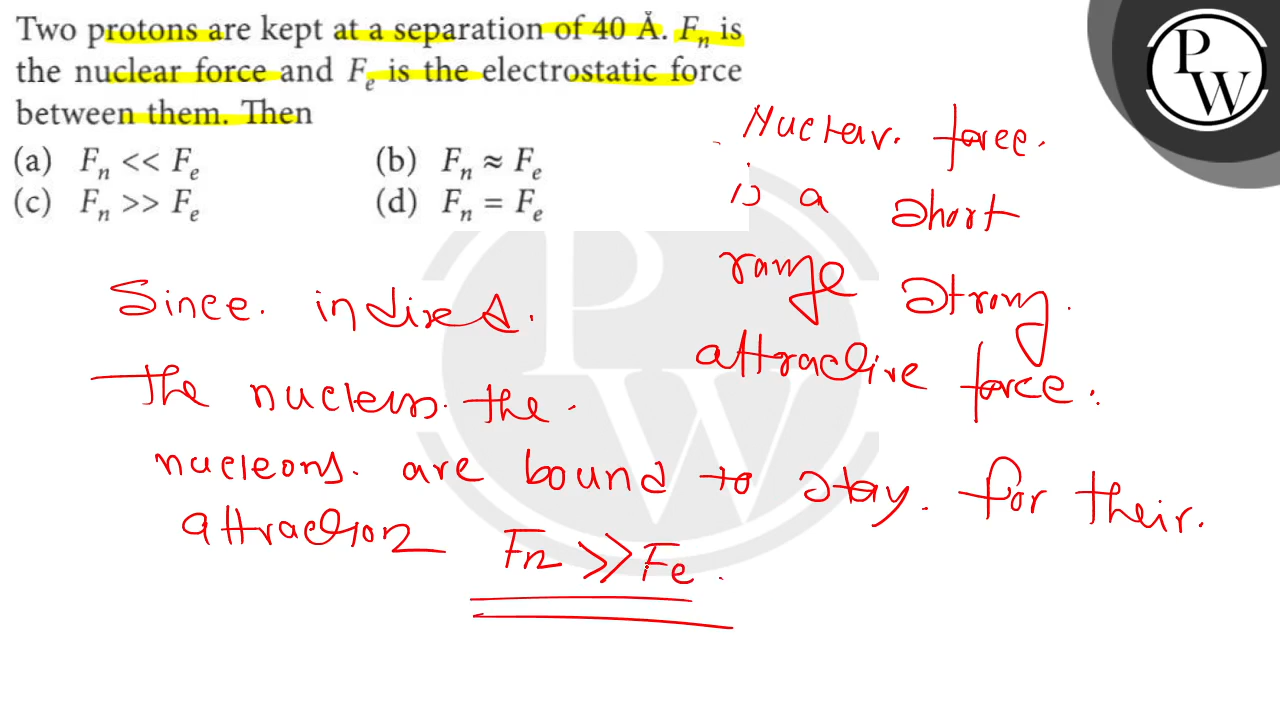 Two protons are kept at a separation of 40 Å. Fn is
the nuclear force and Fe is the electrostatic force
between them. Then
(a) Fn << Fe (b) Fn ≈ Fe
(c) Fn >> Fe (d) Fn = Fe
PW
Nuclear. force.
is a short
range strong.
attractive force.
Since. indised.
the nucleus. the.
nucleons. are bound to stay. for their.
attraction Fn >> Fe.
PW